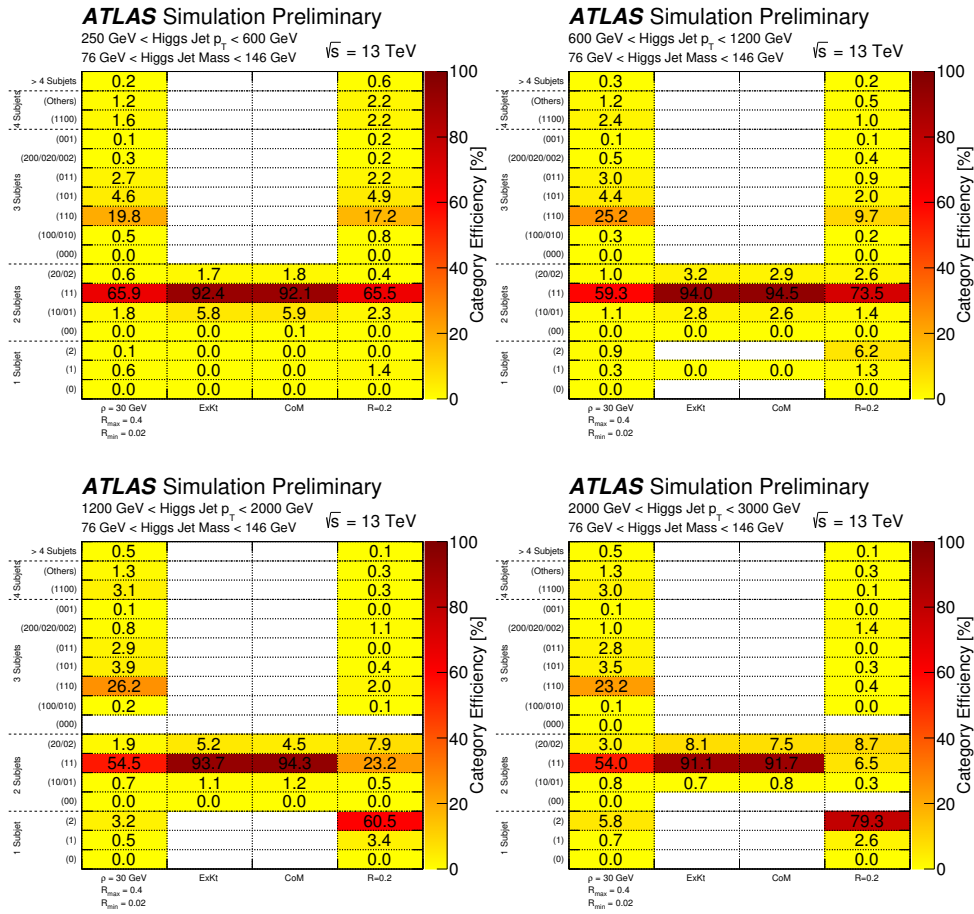 ATLAS Simulation Preliminary
250 GeV < Higgs Jet p_T < 600 GeV
76 GeV < Higgs Jet Mass < 146 GeV
√s = 13 TeV
> 4 Subjets 0.2 0.6
(Others) 1.2 2.2
(1100) 1.6 2.2
(001) 0.1 0.2
(200/020/002) 0.3 0.2
(011) 2.7 2.2
(101) 4.6 4.9
(110) 19.8 17.2
(100/010) 0.5 0.8
(000) 0.0 0.0
(20/02) 0.6 1.7 1.8 0.4
(11) 65.9 92.4 92.1 65.5
(10/01) 1.8 5.8 5.9 2.3
(00) 0.0 0.0 0.1 0.0
(2) 0.1 0.0 0.0 0.0
(1) 0.6 0.0 0.0 1.4
(0) 0.0 0.0 0.0 0.0
4 Subjets
3 Subjets
2 Subjets
1 Subjet
ρ = 30 GeV ExKt CoM R=0.2
R_max = 0.4
R_min = 0.02
100
80
60
40
20
0
Category Efficiency [%]
ATLAS Simulation Preliminary
600 GeV < Higgs Jet p_T < 1200 GeV
76 GeV < Higgs Jet Mass < 146 GeV
√s = 13 TeV
> 4 Subjets 0.3 0.2
(Others) 1.2 0.5
(1100) 2.4 1.0
(001) 0.1 0.1
(200/020/002) 0.5 0.4
(011) 3.0 0.9
(101) 4.4 2.0
(110) 25.2 9.7
(100/010) 0.3 0.2
(000) 0.0 0.0
(20/02) 1.0 3.2 2.9 2.6
(11) 59.3 94.0 94.5 73.5
(10/01) 1.1 2.8 2.6 1.4
(00) 0.0 0.0 0.0 0.0
(2) 0.9 6.2
(1) 0.3 0.0 0.0 1.3
(0) 0.0 0.0
4 Subjets
3 Subjets
2 Subjets
1 Subjet
ρ = 30 GeV ExKt CoM R=0.2
R_max = 0.4
R_min = 0.02
100
80
60
40
20
0
Category Efficiency [%]
ATLAS Simulation Preliminary
1200 GeV < Higgs Jet p_T < 2000 GeV
76 GeV < Higgs Jet Mass < 146 GeV
√s = 13 TeV
> 4 Subjets 0.5 0.1
(Others) 1.3 0.3
(1100) 3.1 0.3
(001) 0.1 0.0
(200/020/002) 0.8 1.1
(011) 2.9 0.0
(101) 3.9 0.4
(110) 26.2 2.0
(100/010) 0.2 0.1
(000)
(20/02) 1.9 5.2 4.5 7.9
(11) 54.5 93.7 94.3 23.2
(10/01) 0.7 1.1 1.2 0.5
(00) 0.0 0.0 0.0 0.0
(2) 3.2 60.5
(1) 0.5 3.4
(0) 0.0 0.0
4 Subjets
3 Subjets
2 Subjets
1 Subjet
ρ = 30 GeV ExKt CoM R=0.2
R_max = 0.4
R_min = 0.02
100
80
60
40
20
0
Category Efficiency [%]
ATLAS Simulation Preliminary
2000 GeV < Higgs Jet p_T < 3000 GeV
76 GeV < Higgs Jet Mass < 146 GeV
√s = 13 TeV
> 4 Subjets 0.5 0.1
(Others) 1.3 0.3
(1100) 3.0 0.1
(001) 0.1 0.0
(200/020/002) 1.0 1.4
(011) 2.8 0.0
(101) 3.5 0.3
(110) 23.2 0.4
(100/010) 0.1 0.0
(000) 0.0
(20/02) 3.0 8.1 7.5 8.7
(11) 54.0 91.1 91.7 6.5
(10/01) 0.8 0.7 0.8 0.3
(00) 0.0
(2) 5.8 79.3
(1) 0.7 2.6
(0) 0.0 0.0
4 Subjets
3 Subjets
2 Subjets
1 Subjet
ρ = 30 GeV ExKt CoM R=0.2
R_max = 0.4
R_min = 0.02
100
80
60
40
20
0
Category Efficiency [%]